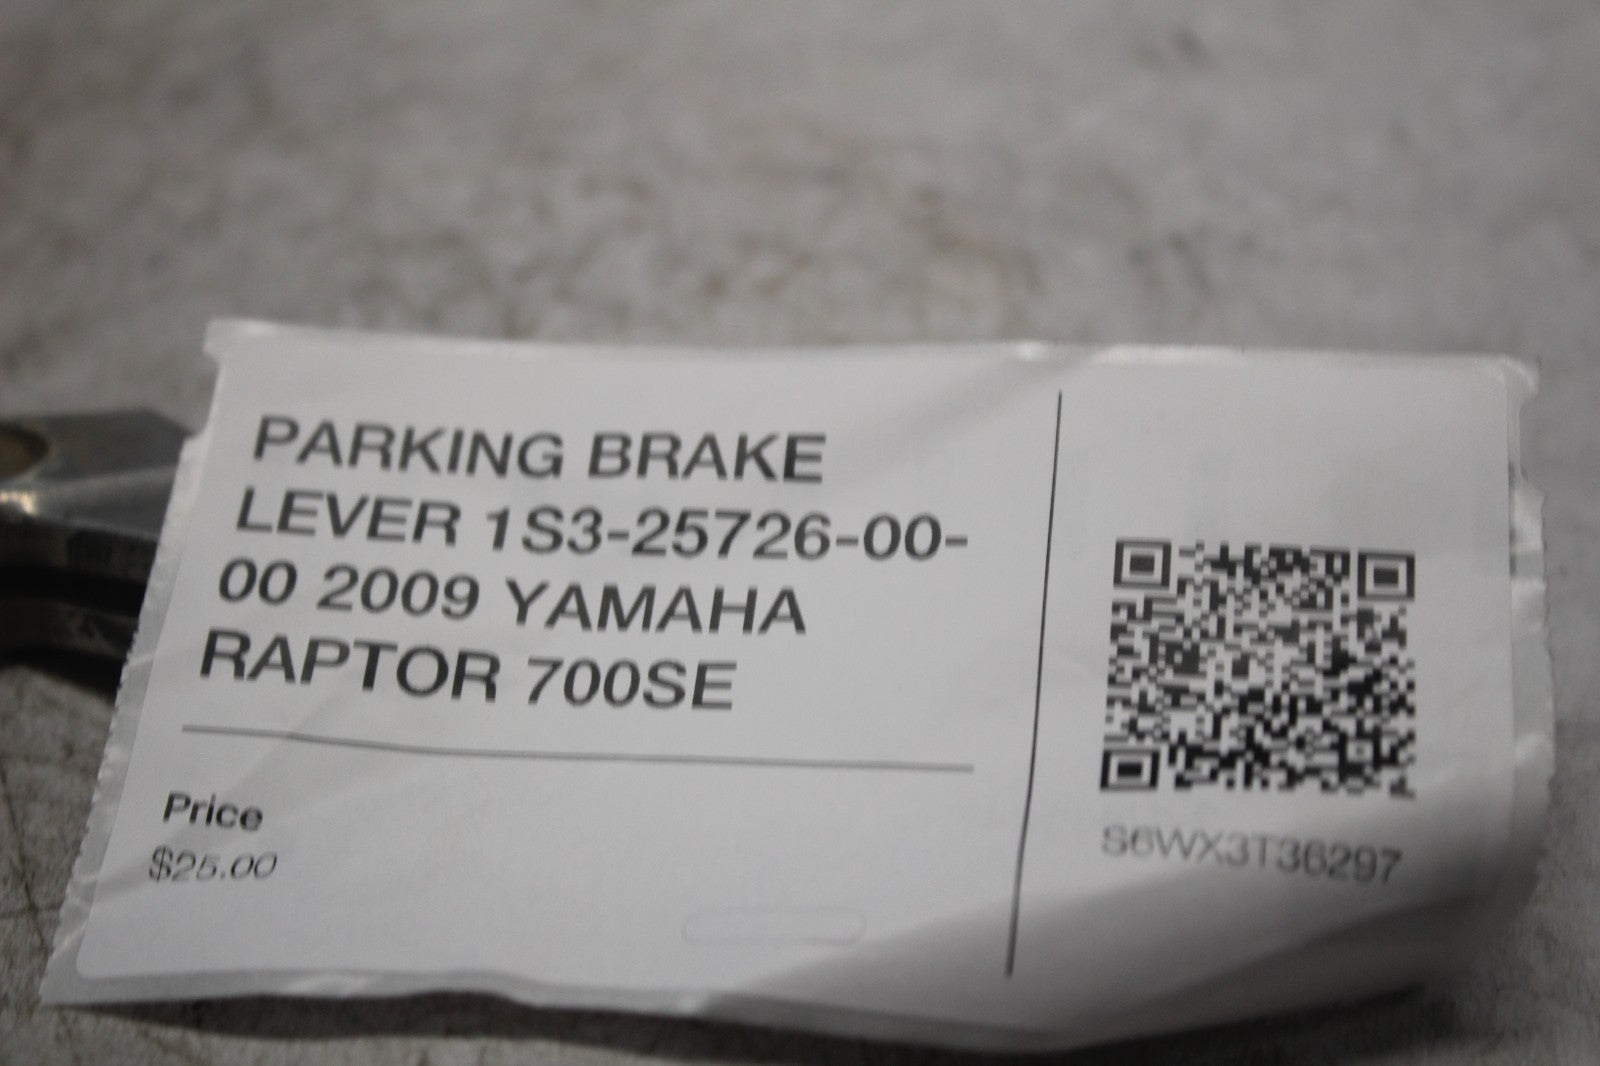 PARKING BRAKE
LEVER 1S3-25726-00-
00 2009 YAMAHA
RAPTOR 700SE
Price
$25.00
S6WX3T36297